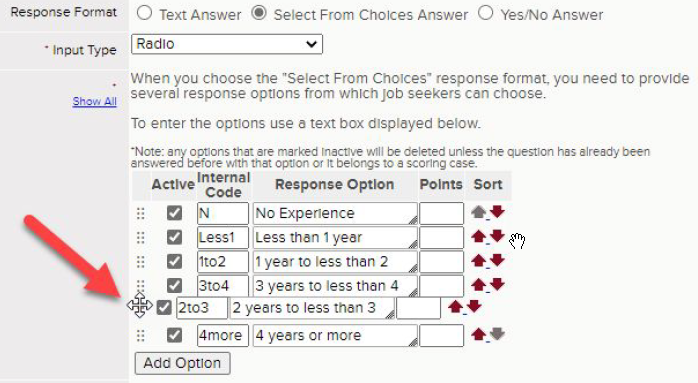 Response Format Text Answer Select From Choices Answer Yes/No Answer
* Input Type Radio
*
Show All
When you choose the "Select From Choices" response format, you need to provide
several response options from which job seekers can choose.
To enter the options use a text box displayed below.
*Note: any options that are marked inactive will be deleted unless the question has already been
answered before with that option or it belongs to a scoring case.
Active Internal Code Response Option Points Sort
N No Experience
Less1 Less than 1 year
1to2 1 year to less than 2
3to4 3 years to less than 4
2to3 2 years to less than 3
4more 4 years or more
Add Option